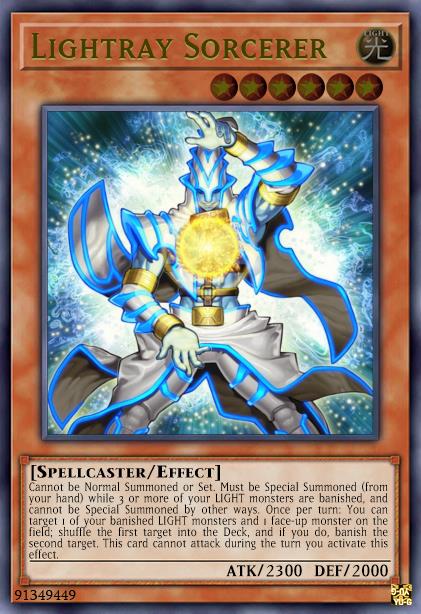 Lightray Sorcerer
LIGHT
光
[Spellcaster/Effect]
Cannot be Normal Summoned or Set. Must be Special Summoned (from
your hand) while 3 or more of your LIGHT monsters are banished, and
cannot be Special Summoned by other ways. Once per turn: You can
target 1 of your banished LIGHT monsters and 1 face-up monster on the
field; shuffle the first target into the Deck, and if you do, banish the
second target. This card cannot attack during the turn you activate this
effect.
ATK/2300 DEF/2000
91349449